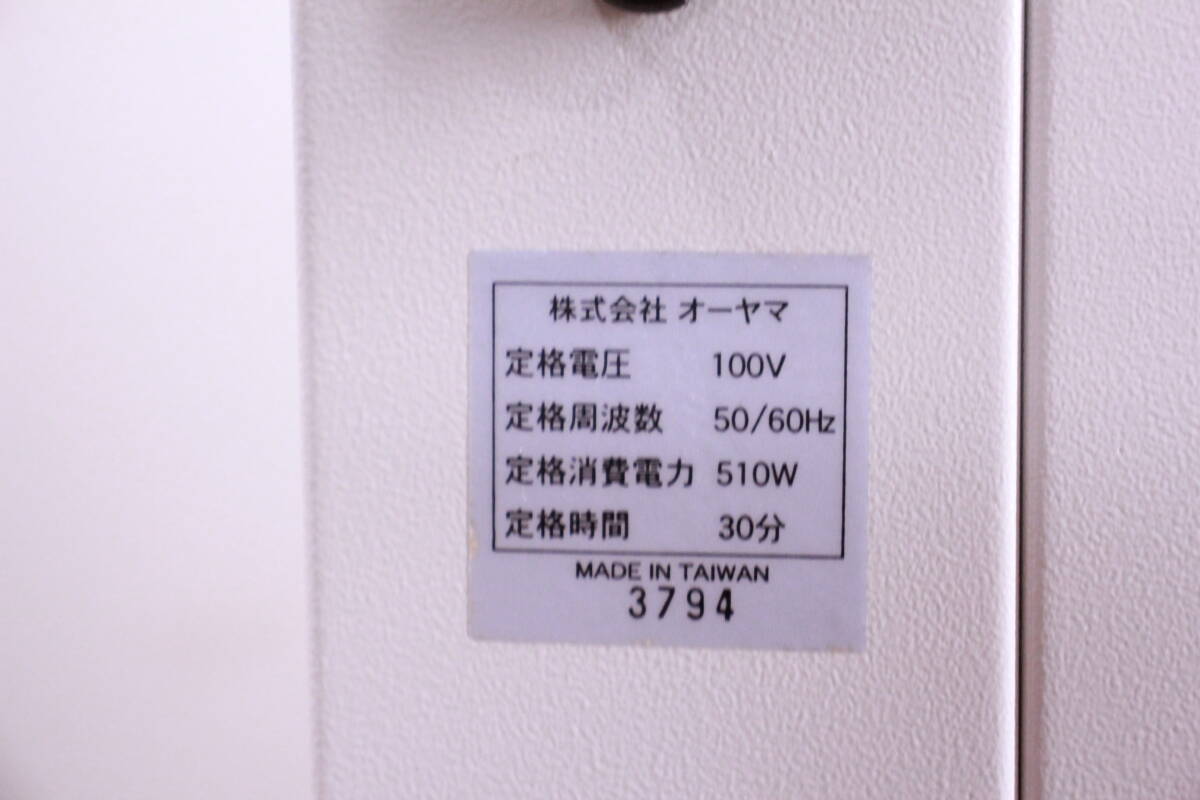 株式会社 オーヤマ
定格電圧 100V
定格周波数 50/60Hz
定格消費電力 510W
定格時間 30分
MADE IN TAIWAN
3794